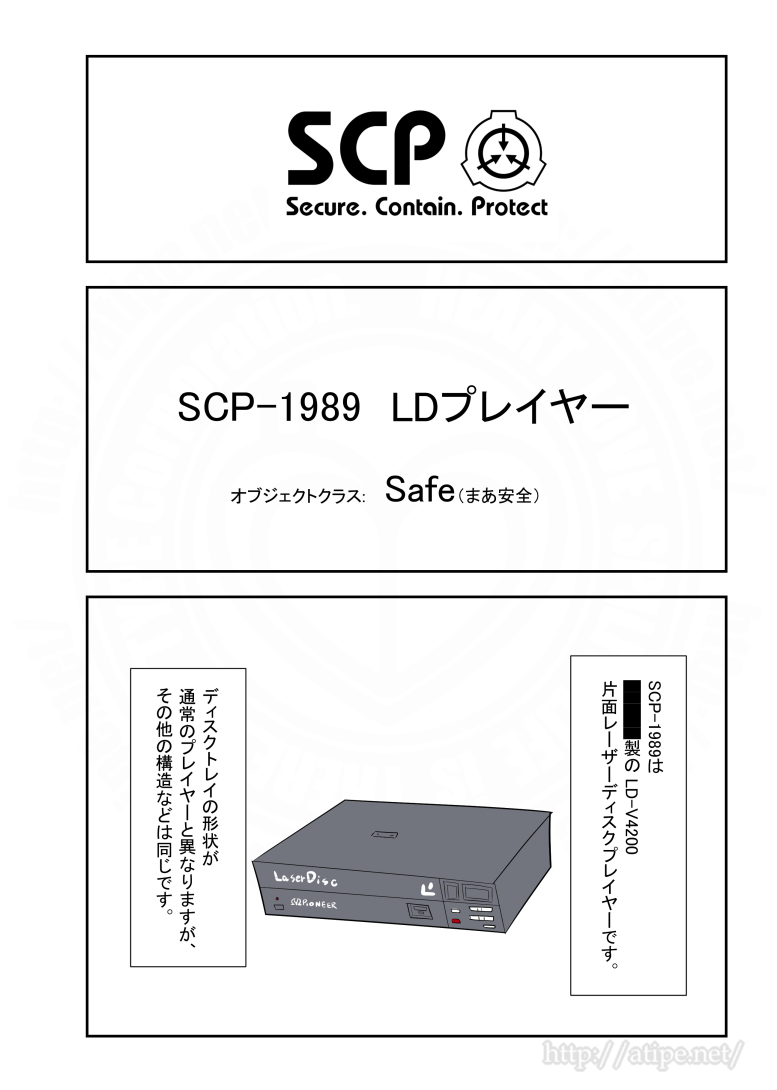 SCP
Secure. Contain. Protect
SCP-1989 LDプレイヤー
オブジェクトクラス: Safe(まあ安全)
SCP-1989は
█████製の LD-V4200
片面レーザーディスクプレイヤーです。
ディスクトレイの形状が
通常のプレイヤーと異なりますが、
その他の構造などは同じです。
LaserDisc
PIONEER
http://atipe.net/